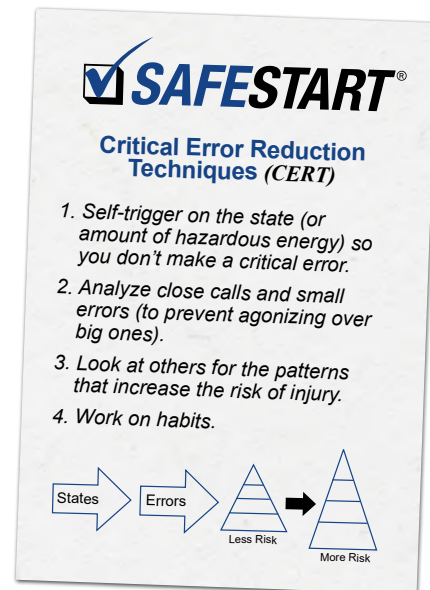 SAFESTART®
Critical Error Reduction
Techniques (CERT)
1. Self-trigger on the state (or
amount of hazardous energy) so
you don't make a critical error.
2. Analyze close calls and small
errors (to prevent agonizing over
big ones).
3. Look at others for the patterns
that increase the risk of injury.
4. Work on habits.
States
Errors
Less Risk
More Risk